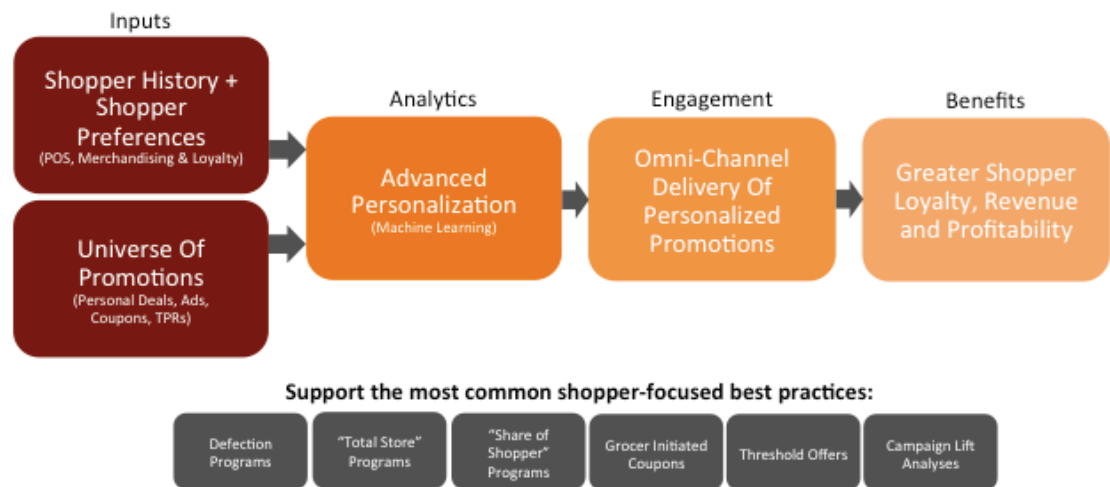 Inputs
Shopper History +
Shopper
Preferences
(POS, Merchandising & Loyalty)
Universe Of
Promotions
(Personal Deals, Ads,
Coupons, TPRs)
Analytics
Advanced
Personalization
(Machine Learning)
Engagement
Omni-Channel
Delivery Of
Personalized
Promotions
Benefits
Greater Shopper
Loyalty, Revenue
and Profitability
Support the most common shopper-focused best practices:
Defection
Programs
“Total Store”
Programs
“Share of
Shopper”
Programs
Grocer Initiated
Coupons
Threshold Offers
Campaign Lift
Analyses